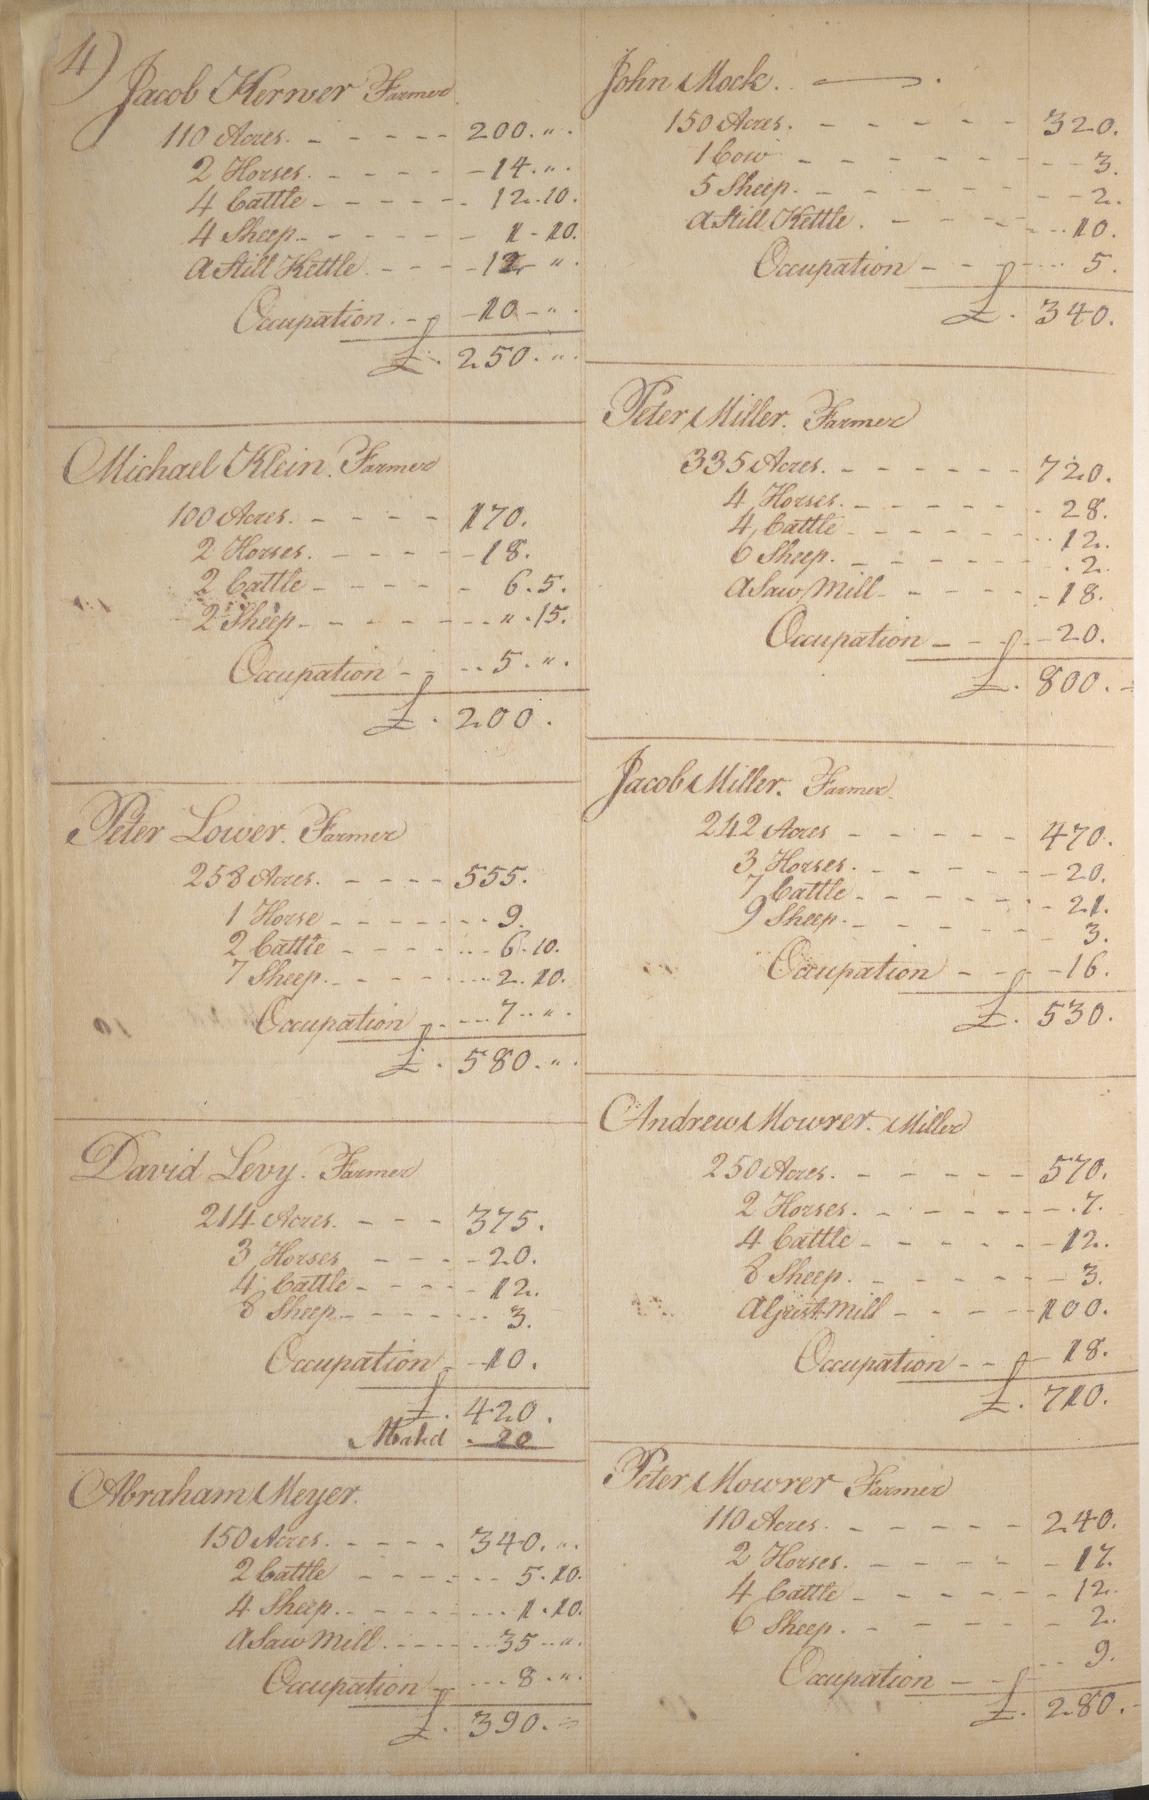 4)
Jacob Kerner Farmer
110 Acres. - - - - - 200. " .
2 Horses. - - - - - 14. " .
4 Cattle - - - - - 12. 10.
4 Sheep - - - - - 1 - 10.
A Still Kettle - - - - 12 " .
Occupation. - - 10 - " .
£ . 250. " .
Michael Klein. Farmer
100 Acres. - - - - 170.
2 Horses. - - - - - 18.
2 Cattle - - - - - 6. 5.
2 Sheep - - - - - " . 15.
Occupation - - 5. " .
£ . 200 .
Peter Lower. Farmer
258 Acres. - - - - 555.
1 Horse - - - - - 9.
2 Cattle - - - - - 6. 10.
7 Sheep - - - - - 2. 10.
Occupation - - 7 " .
£ . 580. " .
David Levy. Farmer
214 Acres. - - - 375.
3 Horses - - - - 20.
4 Cattle - - - - 12.
8 Sheep - - - - - 3.
Occupation - 10.
£. 420.
Abated . 20
Abraham Meyer.
150 Acres. - - - - 340. " .
2 Cattle - - - - - 5. 10.
4 Sheep - - - - - 1. 10.
A Saw Mill. - - - - 35 " .
Occupation - - 8. " .
£. 390. -
John Mock. ——— .
150 Acres. - - - - - 320.
1 Cow - - - - - - 3.
5 Sheep. - - - - - - 2.
A Still Kettle. - - - - 10.
Occupation - - - 5.
£ . 340.
Peter Miller. Farmer
335 Acres. - - - - - 720.
4 Horses. - - - - - 28.
4 Cattle - - - - - 12.
6 Sheep. - - - - - . 2.
A Saw Mill - - - - - 18.
Occupation - - - 20.
£ . 800. -
Jacob Miller. Farmer.
242 Acres - - - - - 470.
3 Horses. - - - - - 20.
7 Cattle - - - - - 21.
9 Sheep. - - - - - 3.
Occupation - - - 16.
£. 530.
Andrew Mowrer. Miller
250 Acres. - - - - - 570.
2 Horses. - - - - - 7.
4 Cattle - - - - - 12.
8 Sheep. - - - - - 3.
A Grist Mill - - - - 100.
Occupation - - 18.
£ . 710.
Peter Mowrer Farmer
110 Acres. - - - - - 240.
2 Horses. - - - - - 17.
4 Cattle - - - - - 12.
6 Sheep. - - - - - 2.
Occupation - - 9.
£. 280. -